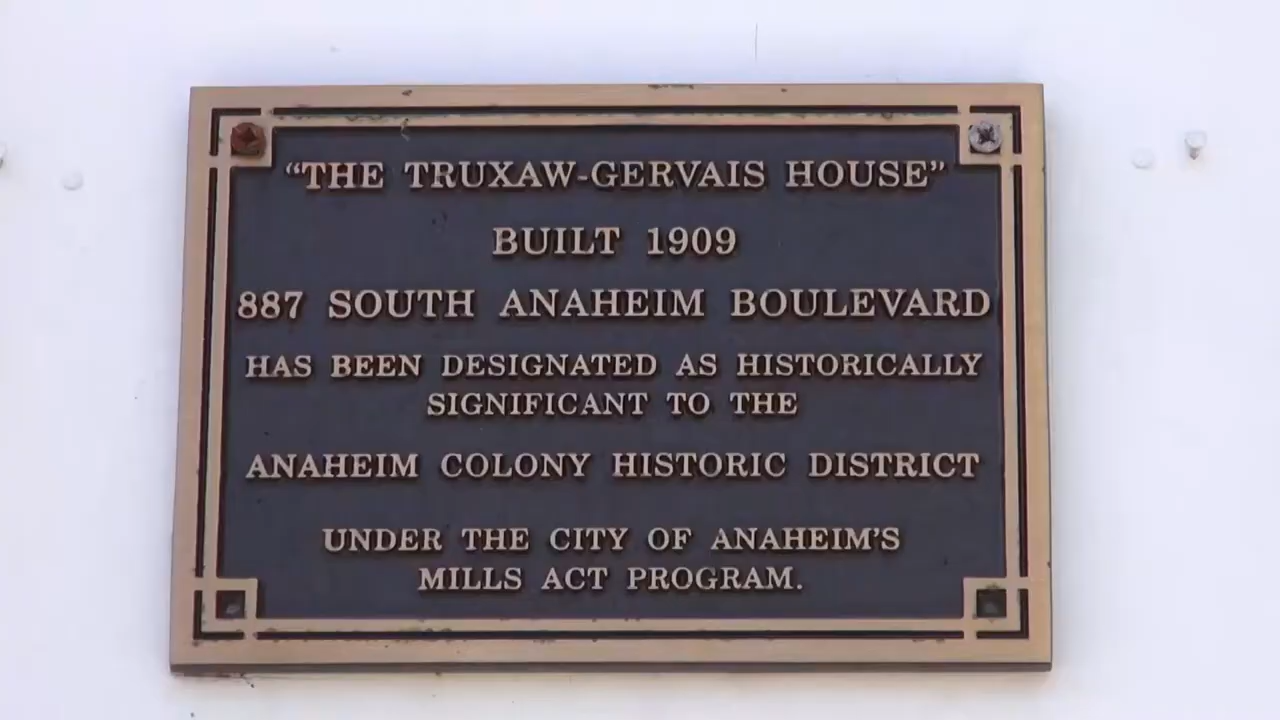 “THE TRUXAW-GERVAIS HOUSE”
BUILT 1909
887 SOUTH ANAHEIM BOULEVARD
HAS BEEN DESIGNATED AS HISTORICALLY
SIGNIFICANT TO THE
ANAHEIM COLONY HISTORIC DISTRICT
UNDER THE CITY OF ANAHEIM'S
MILLS ACT PROGRAM.